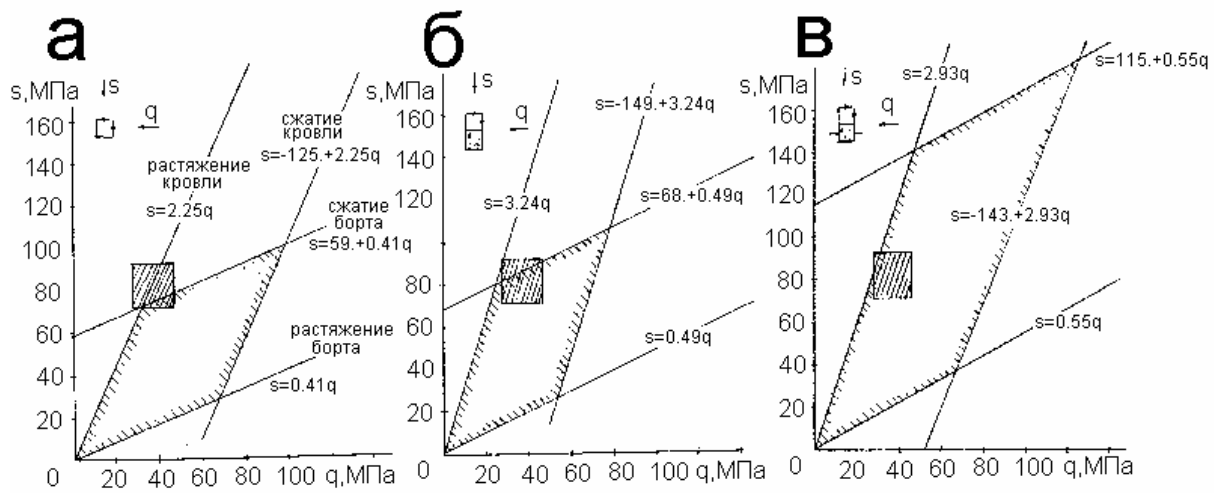 а
s,МПа
↓s
q
160
140
120
100
80
60
40
20
0
20 40 60 80 100 q,МПа
растяжение
кровли
s=2.25q
сжатие
кровли
s=-125.+2.25q
сжатие
борта
s=59.+0.41q
растяжение
борта
s=0.41q
б
s,МПа
s
q
160
140
120
100
80
60
40
20
0
20 40 60 80 100 q,МПа
s=-149.+3.24q
s=3.24q
s=68.+0.49q
s=0.49q
в
s,МПа
s
q
160
140
120
100
80
60
40
20
0
20 40 60 80 100 q,МПа
s=2.93q
s=115.+0.55q
s=-143.+2.93q
s=0.55q